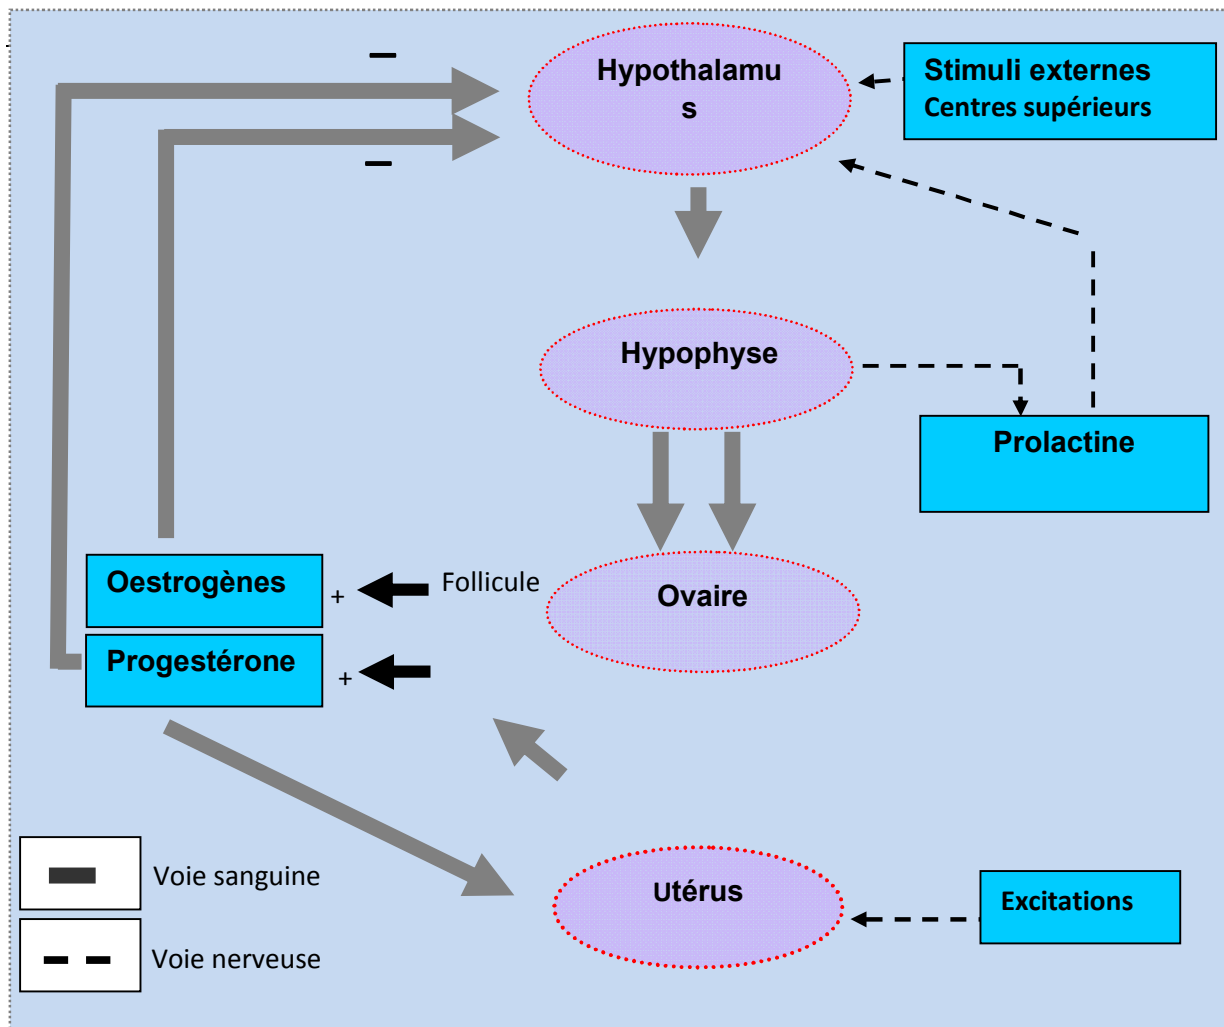 –
Hypothalamu
s
Stimuli externes
Centres supérieurs
–
Hypophyse
Prolactine
Oestrogènes
+
Follicule
Ovaire
Progestérone
+
Voie sanguine
Utérus
Excitations
Voie nerveuse